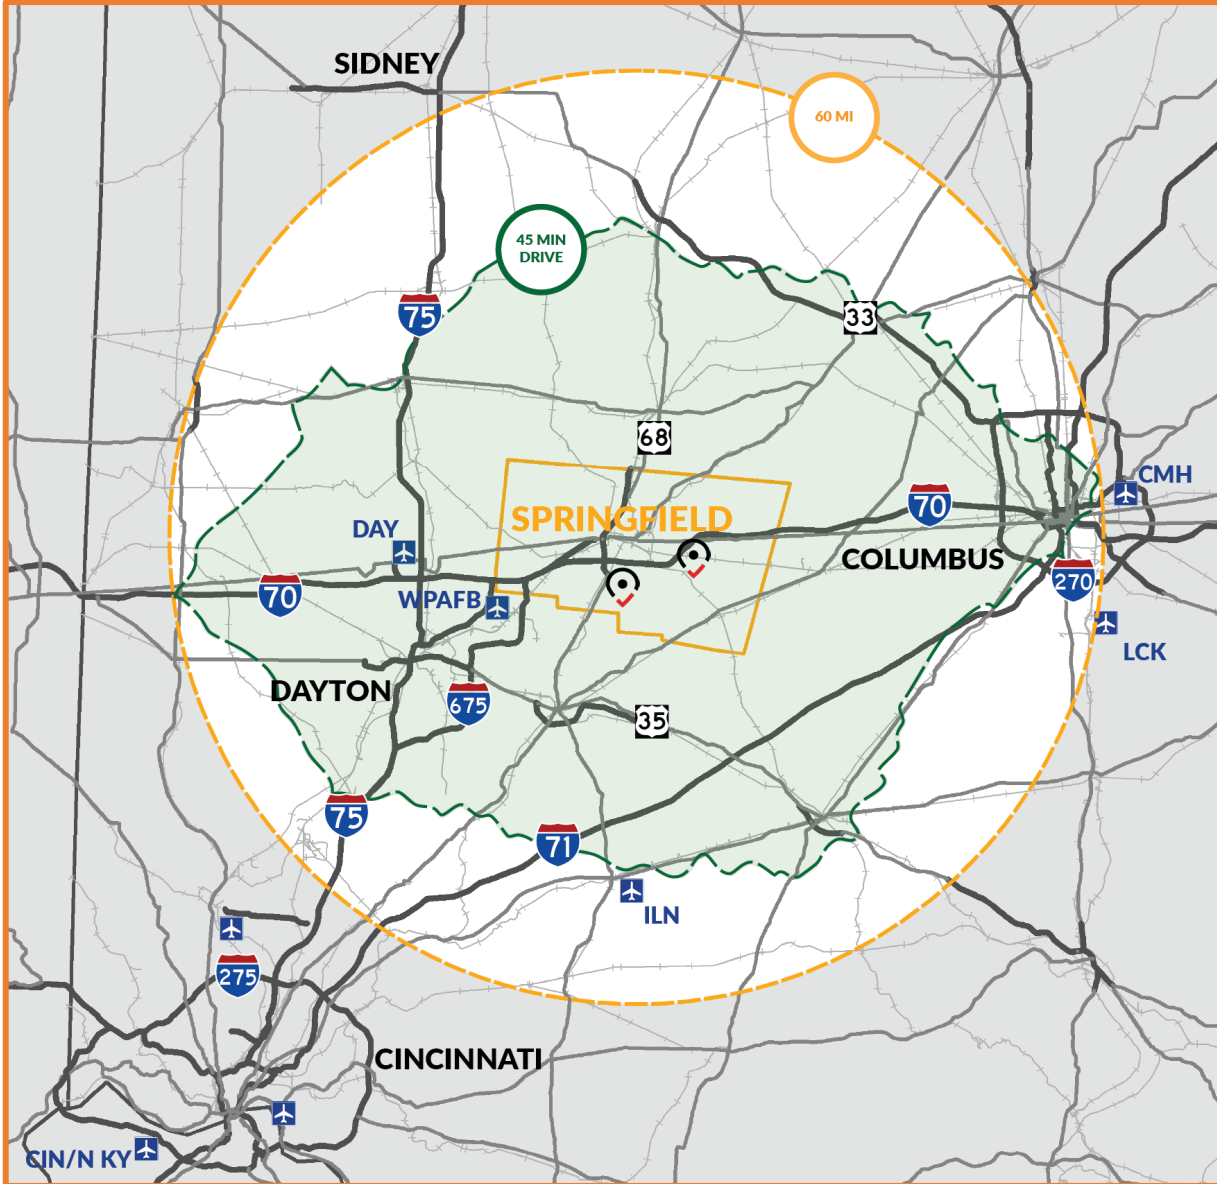 SIDNEY
60 MI
45 MIN
DRIVE
75
33
68
CMH
SPRINGFIELD
70
DAY
COLUMBUS
70
WPAFB
270
LCK
DAYTON
675
35
75
71
ILN
275
CINCINNATI
CIN/N KY